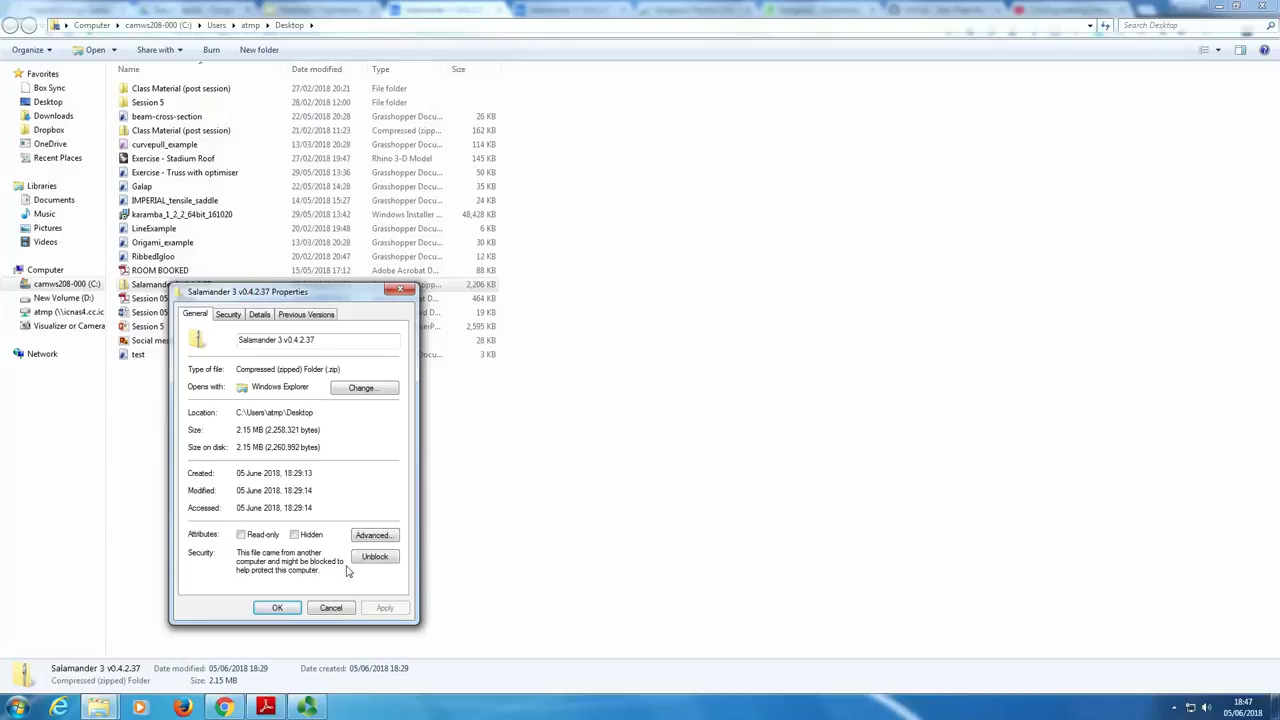 Computer ▸ camws208-000 (C:) ▸ Users ▸ atmp ▸ Desktop ▸
Search Desktop
Organize ▾ Open ▾ Share with ▾ Burn New folder
Name Date modified Type Size
Favorites
Box Sync
Desktop
Downloads
Dropbox
OneDrive
Recent Places
Libraries
Documents
Music
Pictures
Videos
Computer
camws208-000 (C:)
New Volume (D:)
atmp (\\icnas4.cc.ic
Visualizer or Camera
Network
Class Material (post session) 27/02/2018 20:21 File folder
Session 5 28/02/2018 12:00 File folder
beam-cross-section 22/05/2018 20:28 Grasshopper Docu... 26 KB
Class Material (post session) 21/02/2018 11:23 Compressed (zipp... 162 KB
curvepull_example 13/03/2018 20:28 Grasshopper Docu... 114 KB
Exercise - Stadium Roof 27/02/2018 19:47 Rhino 3-D Model 145 KB
Exercise - Truss with optimiser 29/05/2018 13:36 Grasshopper Docu... 50 KB
Galap 22/05/2018 14:28 Grasshopper Docu... 35 KB
IMPERIAL_tensile_saddle 14/05/2018 15:27 Grasshopper Docu... 24 KB
karamba_1_2_2_64bit_161020 29/05/2018 13:42 Windows Installer ... 48,428 KB
LineExample 20/02/2018 19:48 Grasshopper Docu... 6 KB
Origami_example 13/03/2018 20:28 Grasshopper Docu... 30 KB
RibbedIgloo 20/02/2018 20:47 Grasshopper Docu... 12 KB
ROOM BOOKED 15/05/2018 17:12 Adobe Acrobat D... 88 KB
Salamander 2,206 KB
Session 05 464 KB
Session 05 19 KB
Session 5 2,595 KB
Social me 28 KB
test 3 KB
Salamander 3 v0.4.2.37 Properties
General Security Details Previous Versions
Salamander 3 v0.4.2.37
Type of file: Compressed (zipped) Folder (.zip)
Opens with: Windows Explorer Change...
Location: C:\Users\atmp\Desktop
Size: 2.15 MB (2,258,321 bytes)
Size on disk: 2.15 MB (2,260,992 bytes)
Created: 05 June 2018, 18:29:13
Modified: 05 June 2018, 18:29:14
Accessed: 05 June 2018, 18:29:14
Attributes: Read-only Hidden Advanced...
Security: This file came from another
computer and might be blocked to
help protect this computer.
Unblock
OK Cancel Apply
Salamander 3 v0.4.2.37 Date modified: 05/06/2018 18:29 Date created: 05/06/2018 18:29
Compressed (zipped) Folder Size: 2.15 MB
18:47
05/06/2018